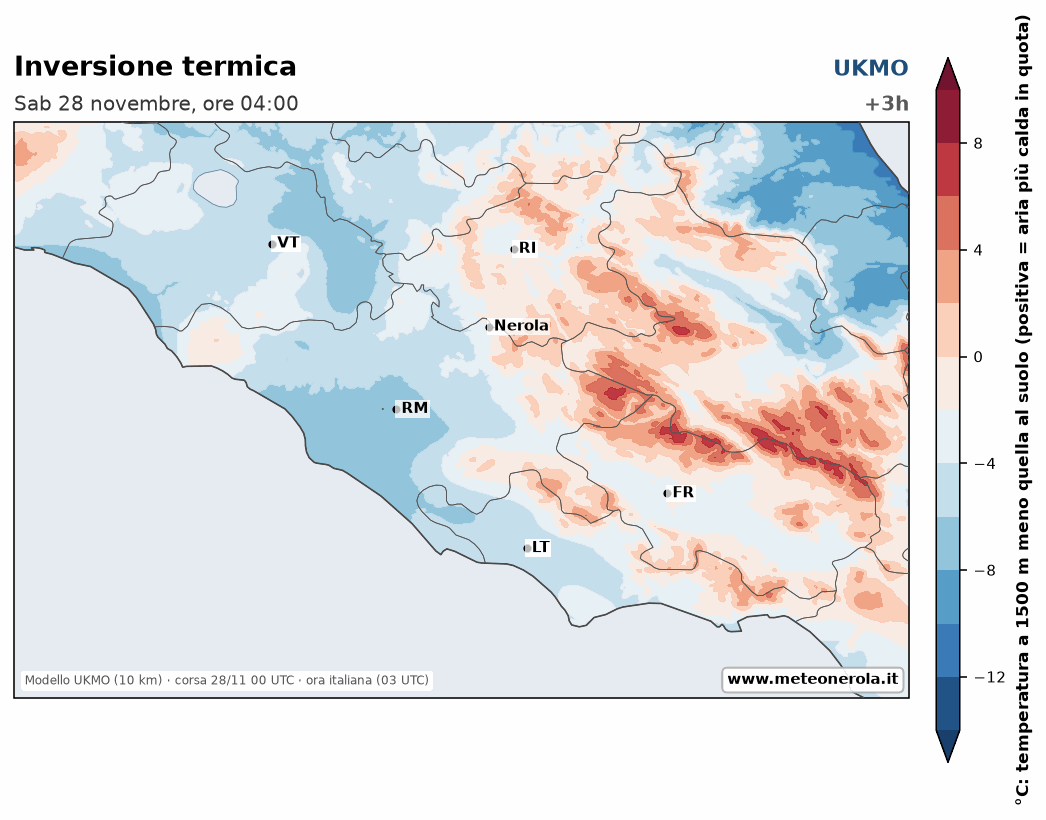 Inversione termica
UKMO
Sab 28 novembre, ore 04:00
+3h
VT
RI
Nerola
RM
FR
LT
Modello UKMO (10 km) · corsa 28/11 00 UTC · ora italiana (03 UTC)
www.meteonerola.it
8
4
0
−4
−8
−12
°C: temperatura a 1500 m meno quella al suolo (positiva = aria più calda in quota)